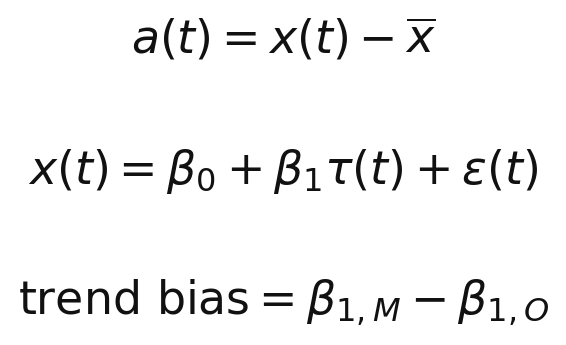 a(t) = x(t) − x̅
x(t) = β₀ + β₁τ(t) + ε(t)
trend bias = β₁,M − β₁,O